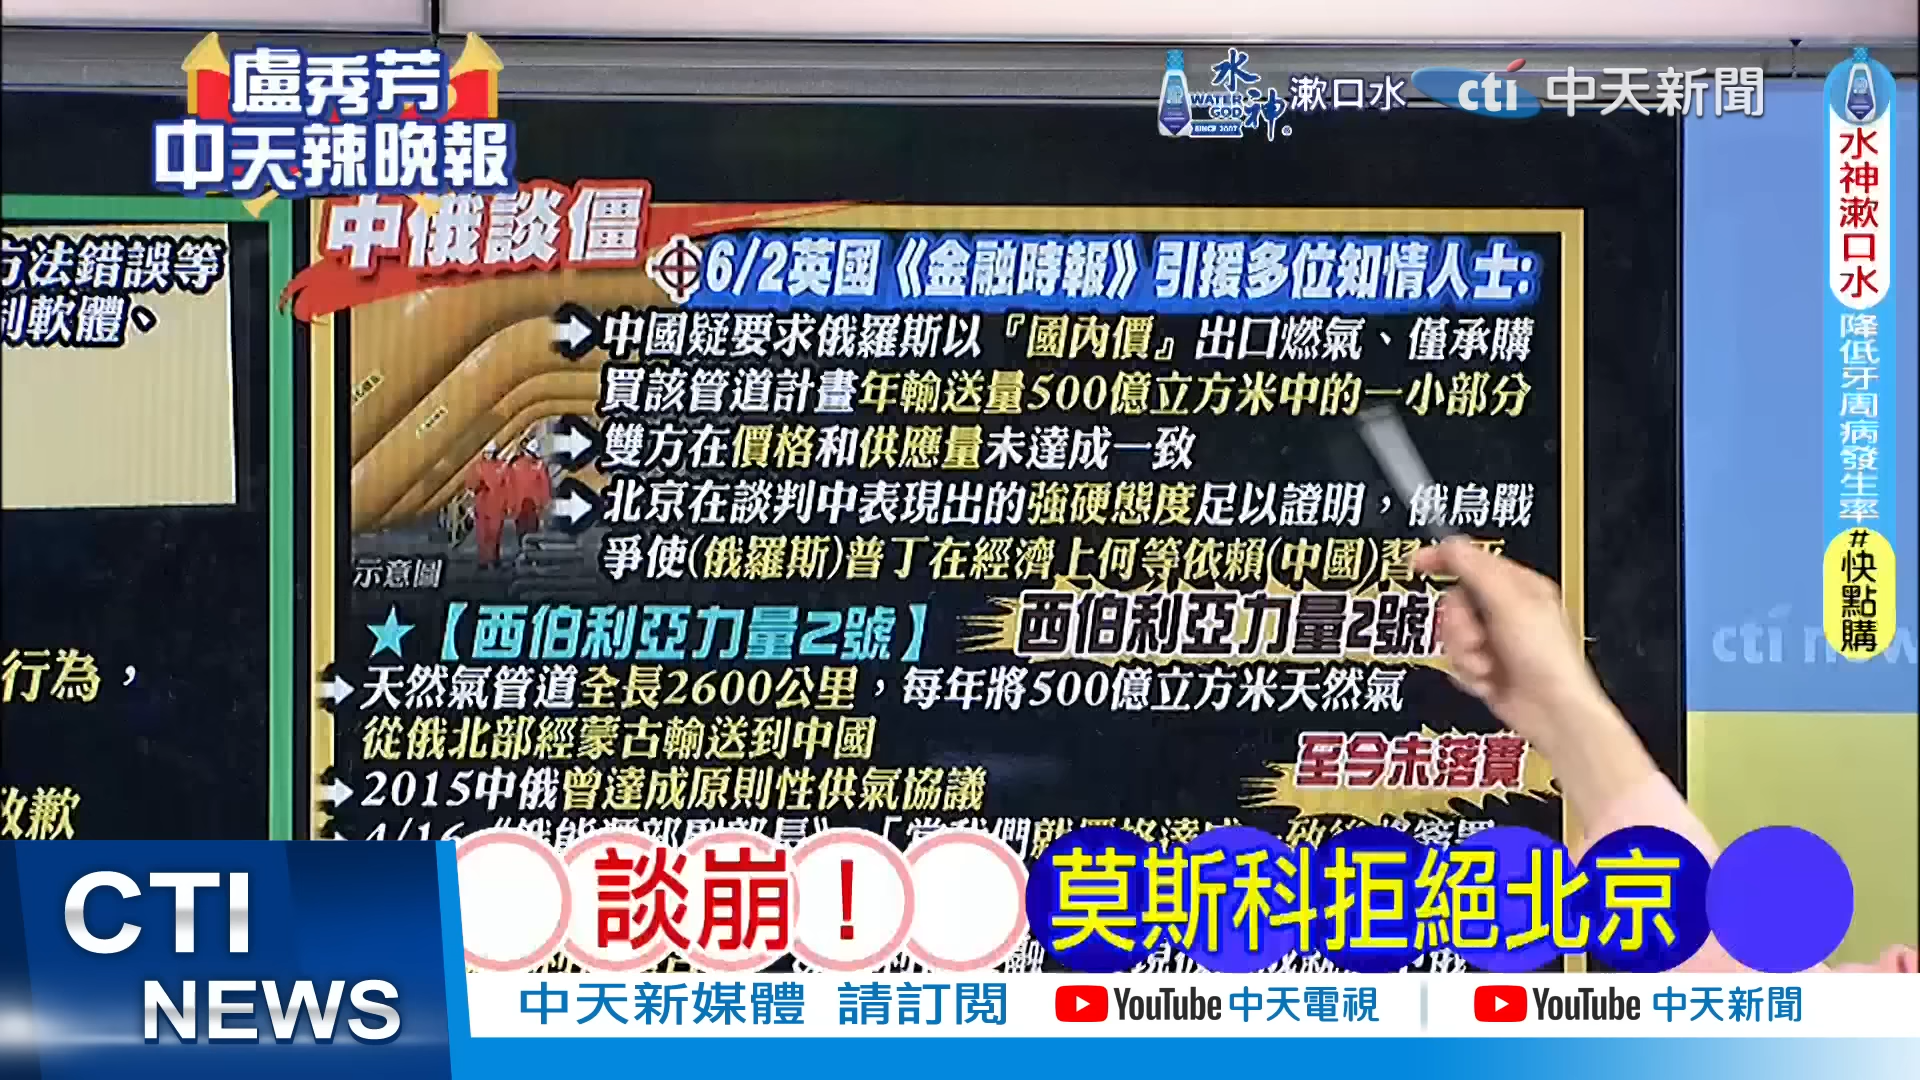 盧秀芳
中天辣晚報
水神
WATER GOD
SINCE 2007
漱口水
cti 中天新聞
水神漱口水
降低牙周病發生率
#快點購
方法錯誤等
制軟體、
行為，
致歉
中俄談僵
6/2英國《金融時報》引援多位知情人士:
中國疑要求俄羅斯以『國內價』出口燃氣、僅承購
買該管道計畫年輸送量500億立方米中的一小部分
雙方在價格和供應量未達成一致
北京在談判中表現出的強硬態度足以證明，俄烏戰
爭使(俄羅斯)普丁在經濟上何等依賴(中國)習
示意圖
★【西伯利亞力量2號】
西伯利亞力量2號
天然氣管道全長2600公里，每年將500億立方米天然氣
從俄北部經蒙古輸送到中國
至今未落實
2015中俄曾達成原則性供氣協議
cti new
談崩！
莫斯科拒絕北京
CTI
NEWS
中天新媒體 請訂閱 YouTube 中天電視 YouTube 中天新聞